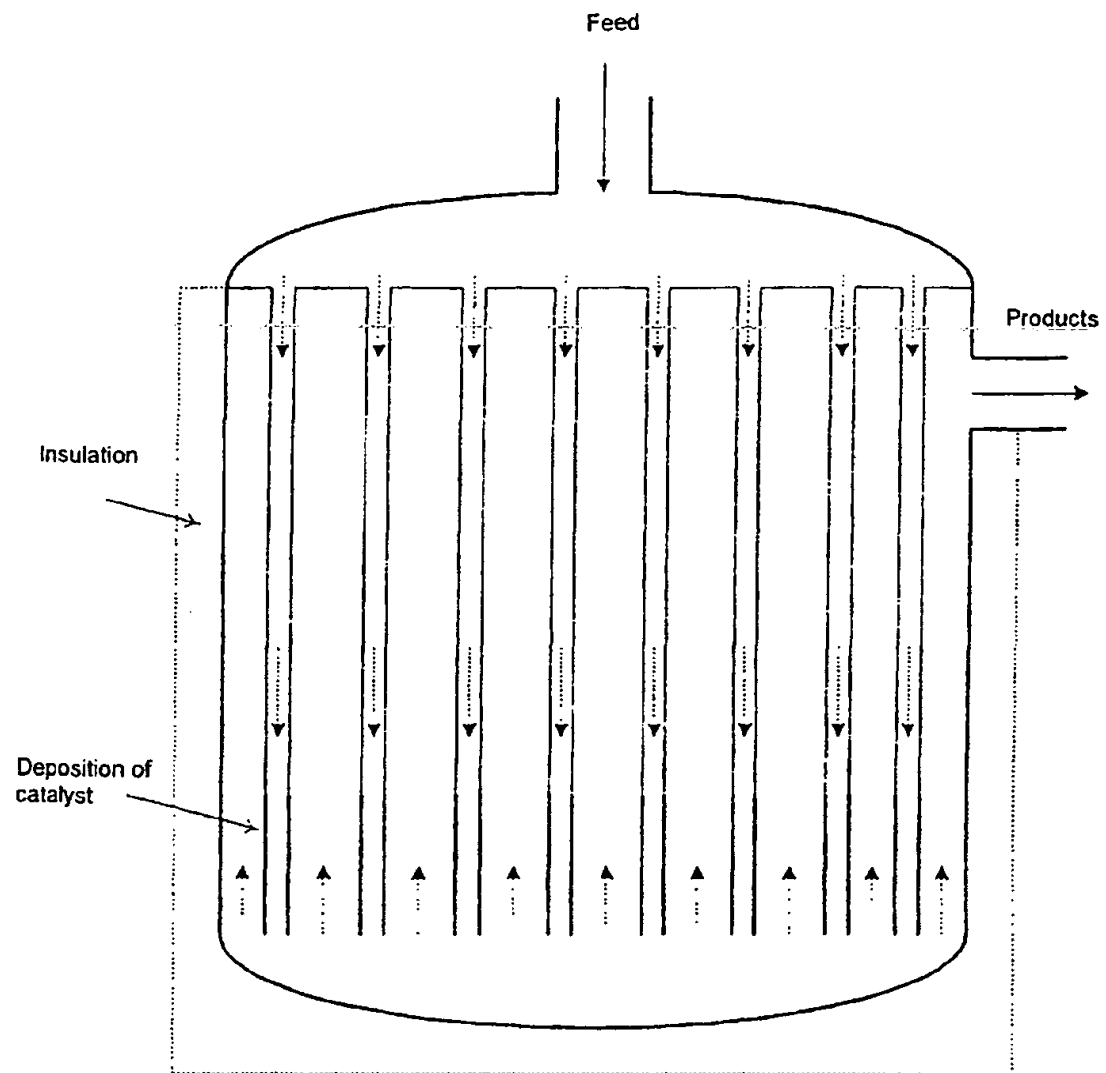 Feed
Products
Insulation
Deposition of
catalyst